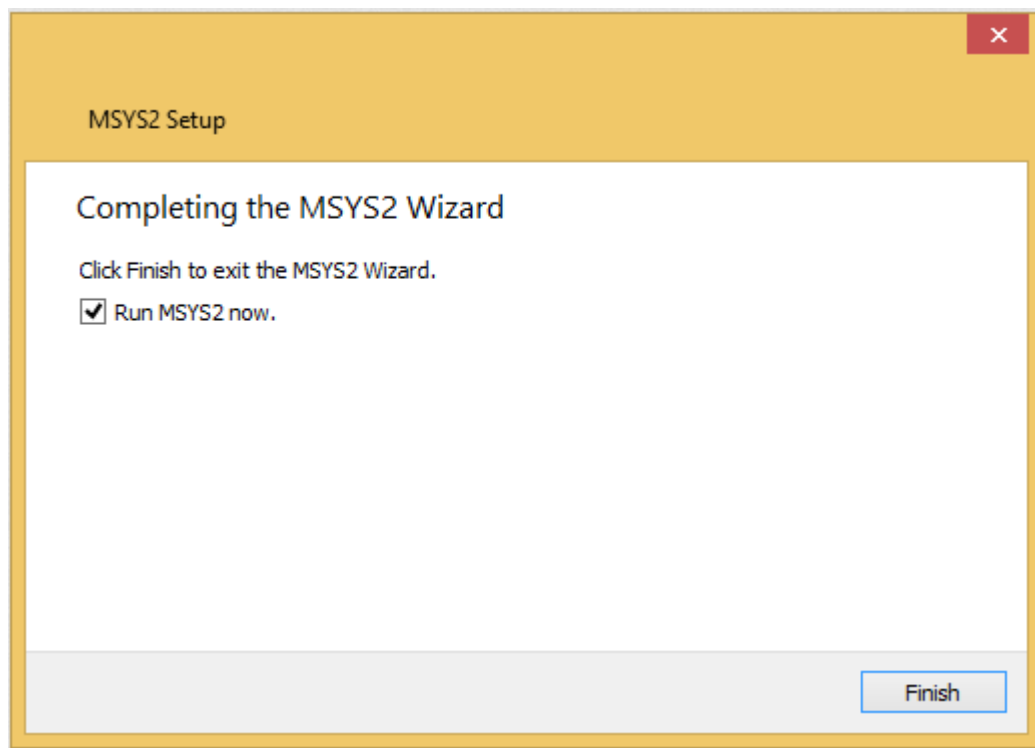 MSYS2 Setup
Completing the MSYS2 Wizard
Click Finish to exit the MSYS2 Wizard.
Run MSYS2 now.
Finish